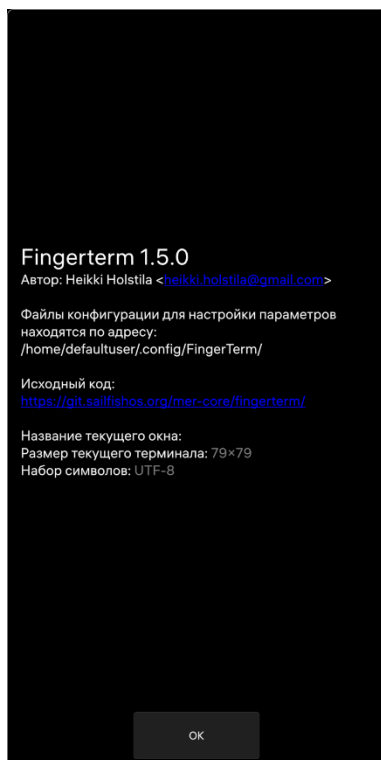 Fingerterm 1.5.0
Автор: Heikki Holstila <heikki.holstila@gmail.com>
Файлы конфигурации для настройки параметров
находятся по адресу:
/home/defaultuser/.config/FingerTerm/
Исходный код:
https://git.sailfishos.org/mer-core/fingerterm/
Название текущего окна:
Размер текущего терминала: 79×79
Набор символов: UTF-8
ОК